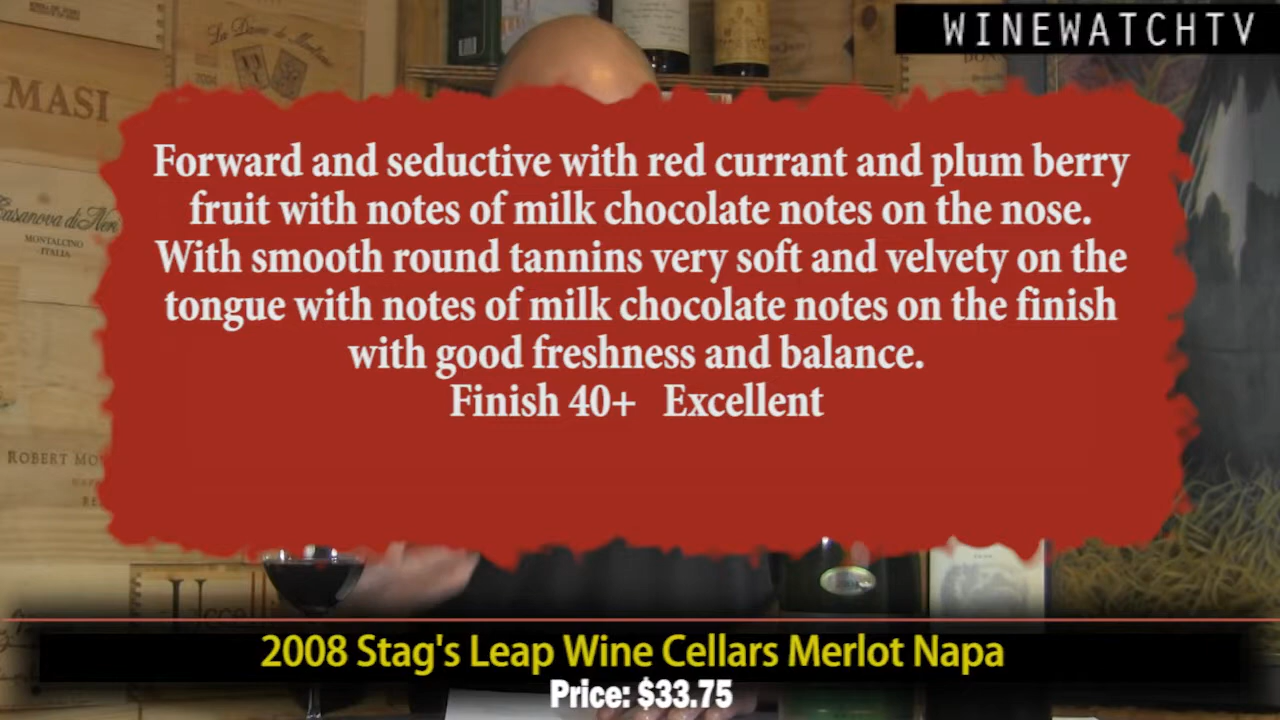 WINEWATCHTV
MASI
Forward and seductive with red currant and plum berry
fruit with notes of milk chocolate notes on the nose.
With smooth round tannins very soft and velvety on the
tongue with notes of milk chocolate notes on the finish
with good freshness and balance.
Finish 40+ Excellent
MONTALCINO
ITALIA
ROBERT
2008 Stag's Leap Wine Cellars Merlot Napa
Price: $33.75